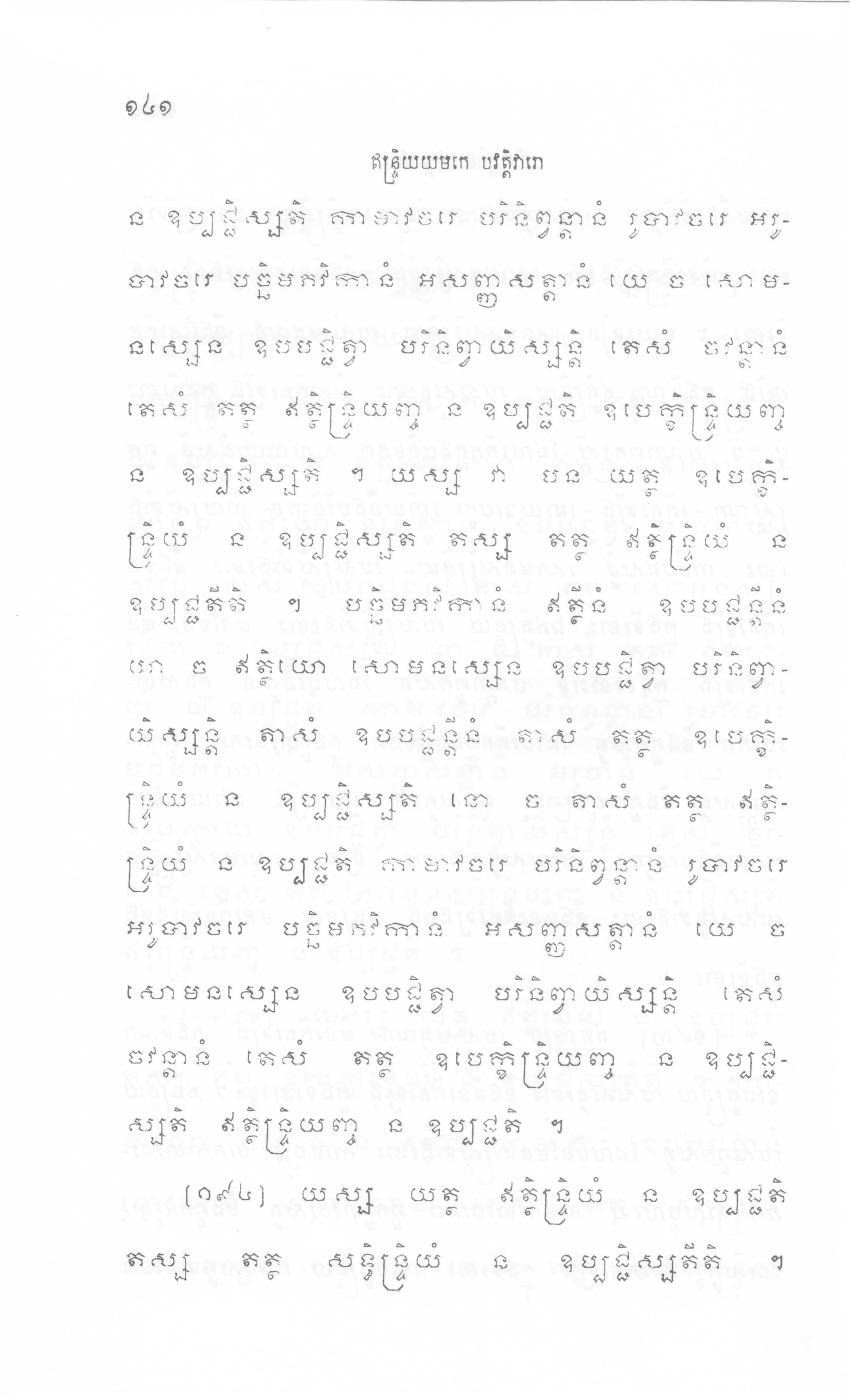 ១៤១
ឥន្ទ្រិយយមកេ បវត្តិវារោ
ន ឧប្បជ្ជិស្សតិ កាមាវចរេ បរិនិព្វន្តានំ រូបាវចរេ អរូ-
បាវចរេ បច្ឆិមភវិកានំ អសញ្ញសត្តានំ យេ ច សោម-
នស្សេន ឧបបជ្ជិត្វា បរិនិព្វាយិស្សន្តិ តេសំ ចវន្តានំ
តេសំ តត្ថ ឥត្ថិន្ទ្រិយញ្ច ន ឧប្បជ្ជតិ ឧបេក្ខិន្ទ្រិយញ្ច
ន ឧប្បជ្ជិស្សតិ ។ យស្ស វា បន យត្ថ ឧបេក្ខិ-
ន្ទ្រិយំ ន ឧប្បជ្ជិស្សតិ តស្ស តត្ថ ឥត្ថិន្ទ្រិយំ ន
ឧប្បជ្ជតីតិ ។ បច្ឆិមភវិកានំ ឥត្ថីនំ ឧបបជ្ជន្តីនំ
យា ច ឥត្ថិយោ សោមនស្សេន ឧបបជ្ជិត្វា បរិនិព្វា-
យិស្សន្តិ តាសំ ឧបបជ្ជន្តីនំ តាសំ តត្ថ ឧបេក្ខិ-
ន្ទ្រិយំ ន ឧប្បជ្ជិស្សតិ នោ ច តាសំ តត្ថ ឥត្ថិ-
ន្ទ្រិយំ ន ឧប្បជ្ជតិ កាមាវចរេ បរិនិព្វន្តានំ រូបាវចរេ
អរូបាវចរេ បច្ឆិមភវិកានំ អសញ្ញសត្តានំ យេ ច
សោមនស្សេន ឧបបជ្ជិត្វា បរិនិព្វាយិស្សន្តិ តេសំ
ចវន្តានំ តេសំ តត្ថ ឧបេក្ខិន្ទ្រិយញ្ច ន ឧប្បជ្ជិ-
ស្សតិ ឥត្ថិន្ទ្រិយញ្ច ន ឧប្បជ្ជតិ ។
(១៩៤) យស្ស យត្ថ ឥត្ថិន្ទ្រិយំ ន ឧប្បជ្ជតិ
តស្ស តត្ថ សទ្ធិន្ទ្រិយំ ន ឧប្បជ្ជិស្សតីតិ ។